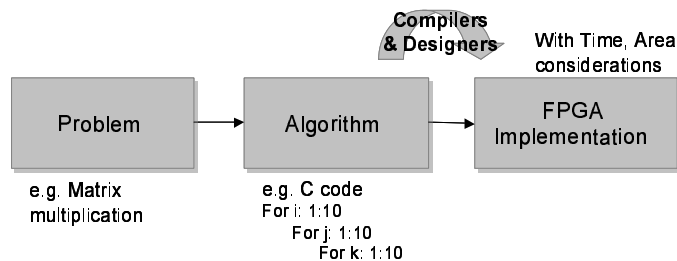 Compilers
& Designers
With Time, Area
considerations
Problem
Algorithm
FPGA
Implementation
e.g. Matrix
multiplication
e.g. C code
For i: 1:10
For j: 1:10
For k: 1:10